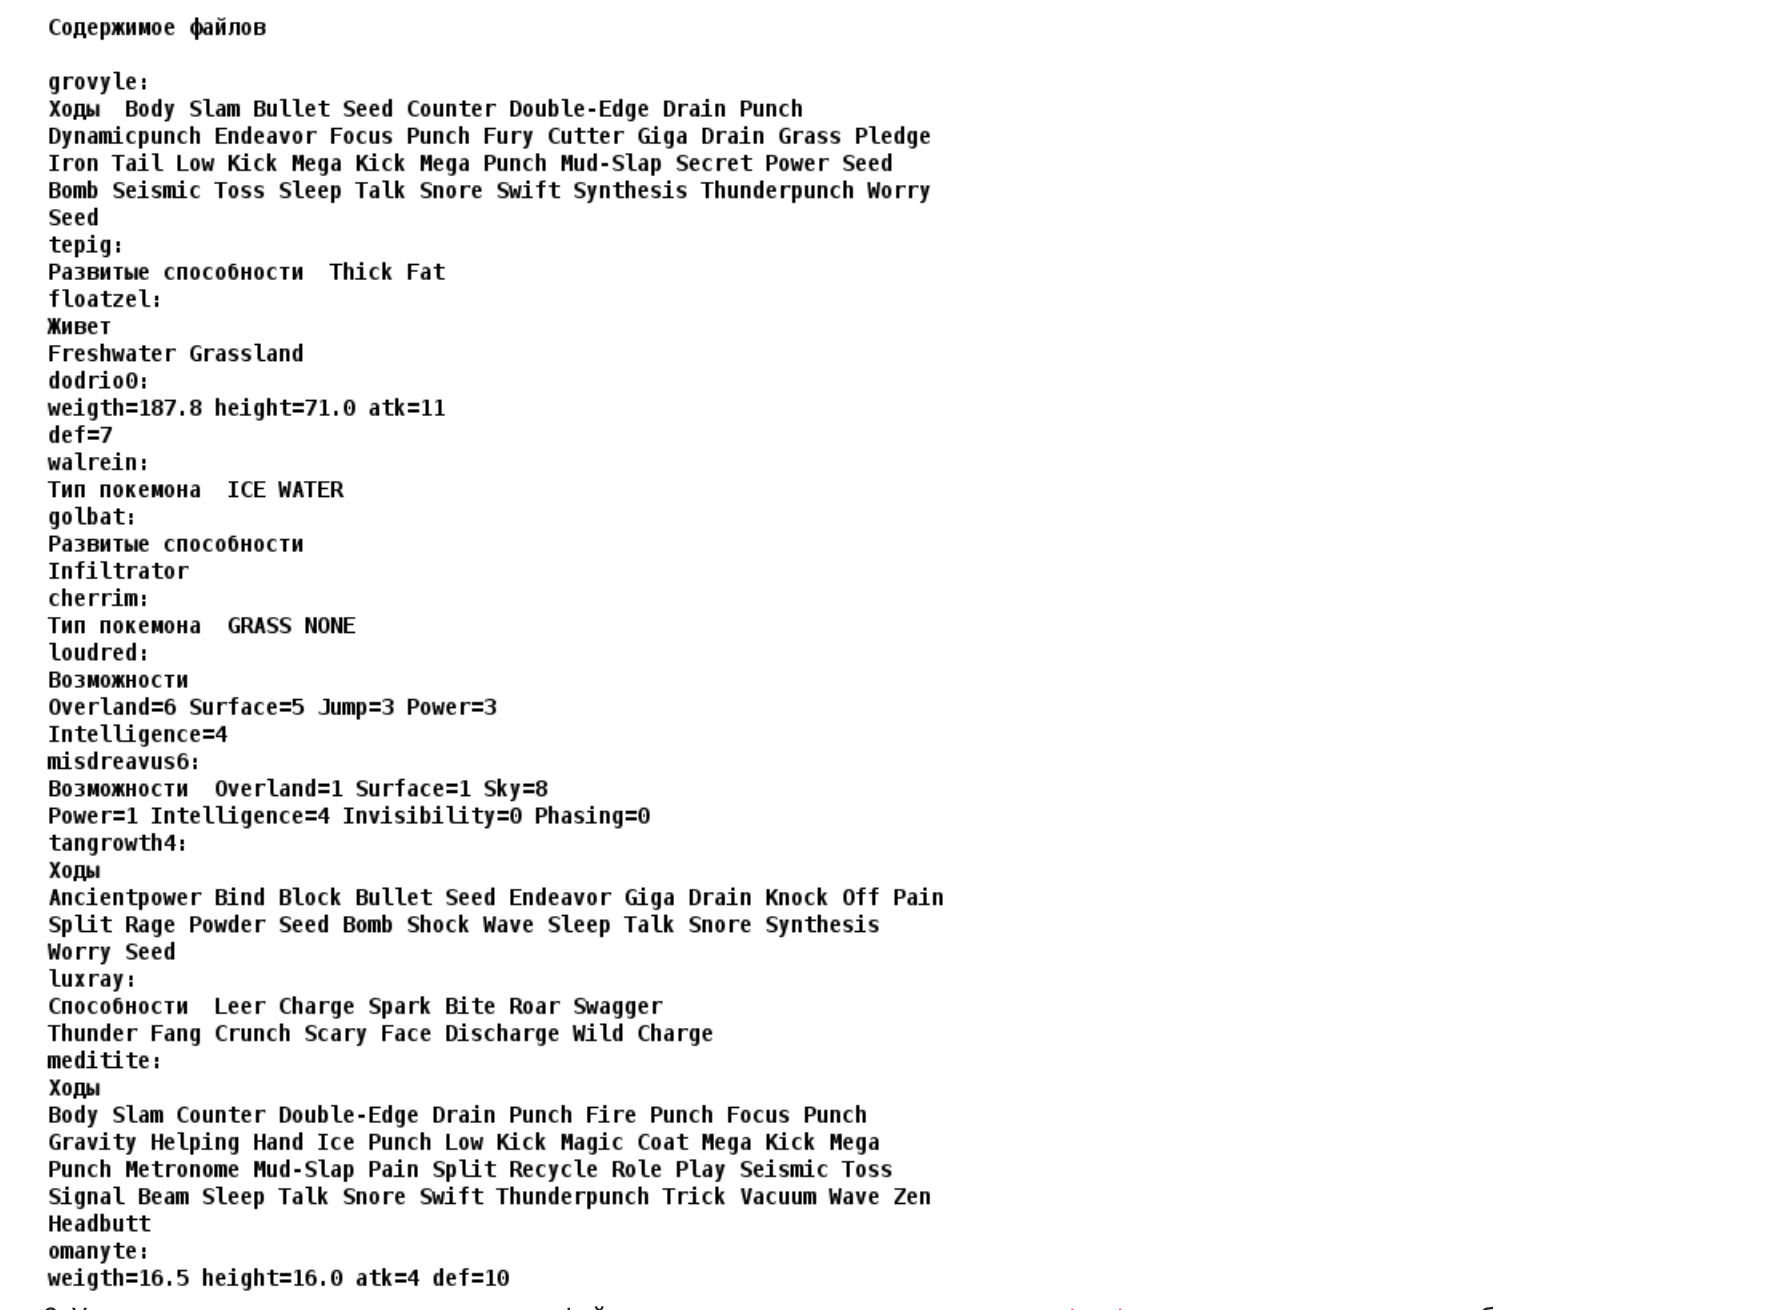 Содержимое файлов
grovyle:
Ходы  Body Slam Bullet Seed Counter Double-Edge Drain Punch
Dynamicpunch Endeavor Focus Punch Fury Cutter Giga Drain Grass Pledge
Iron Tail Low Kick Mega Kick Mega Punch Mud-Slap Secret Power Seed
Bomb Seismic Toss Sleep Talk Snore Swift Synthesis Thunderpunch Worry
Seed
tepig:
Развитые способности  Thick Fat
floatzel:
Живет
Freshwater Grassland
dodrio0:
weigth=187.8 height=71.0 atk=11
def=7
walrein:
Тип покемона  ICE WATER
golbat:
Развитые способности
Infiltrator
cherrim:
Тип покемона  GRASS NONE
loudred:
Возможности
Overland=6 Surface=5 Jump=3 Power=3
Intelligence=4
misdreavus6:
Возможности  Overland=1 Surface=1 Sky=8
Power=1 Intelligence=4 Invisibility=0 Phasing=0
tangrowth4:
Ходы
Ancientpower Bind Block Bullet Seed Endeavor Giga Drain Knock Off Pain
Split Rage Powder Seed Bomb Shock Wave Sleep Talk Snore Synthesis
Worry Seed
luxray:
Способности  Leer Charge Spark Bite Roar Swagger
Thunder Fang Crunch Scary Face Discharge Wild Charge
meditite:
Ходы
Body Slam Counter Double-Edge Drain Punch Fire Punch Focus Punch
Gravity Helping Hand Ice Punch Low Kick Magic Coat Mega Kick Mega
Punch Metronome Mud-Slap Pain Split Recycle Role Play Seismic Toss
Signal Beam Sleep Talk Snore Swift Thunderpunch Trick Vacuum Wave Zen
Headbutt
omanyte:
weigth=16.5 height=16.0 atk=4 def=10